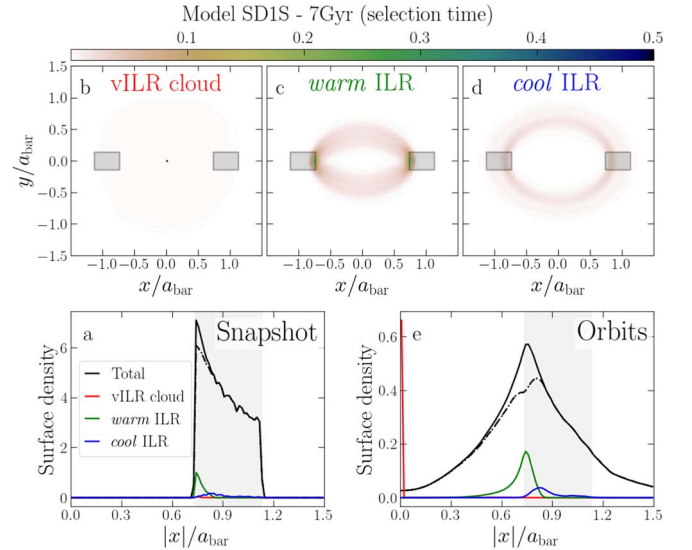 Model SD1S - 7Gyr (selection time)
0.1 0.2 0.3 0.4 0.5
b vILR cloud
c warm ILR
d cool ILR
1.5
1.0
0.5
0.0
−0.5
−1.0
−1.5
y/a_bar
−1.0 −0.5 0.0 0.5 1.0
−1.0 −0.5 0.0 0.5 1.0
−1.0 −0.5 0.0 0.5 1.0
x/a_bar x/a_bar x/a_bar
a Snapshot
Total
vILR cloud
warm ILR
cool ILR
6
4
2
0
Surface density
0.0 0.3 0.6 0.9 1.2 1.5
|x|/a_bar
e Orbits
0.6
0.4
0.2
0.0
Surface density
0.0 0.3 0.6 0.9 1.2 1.5
|x|/a_bar